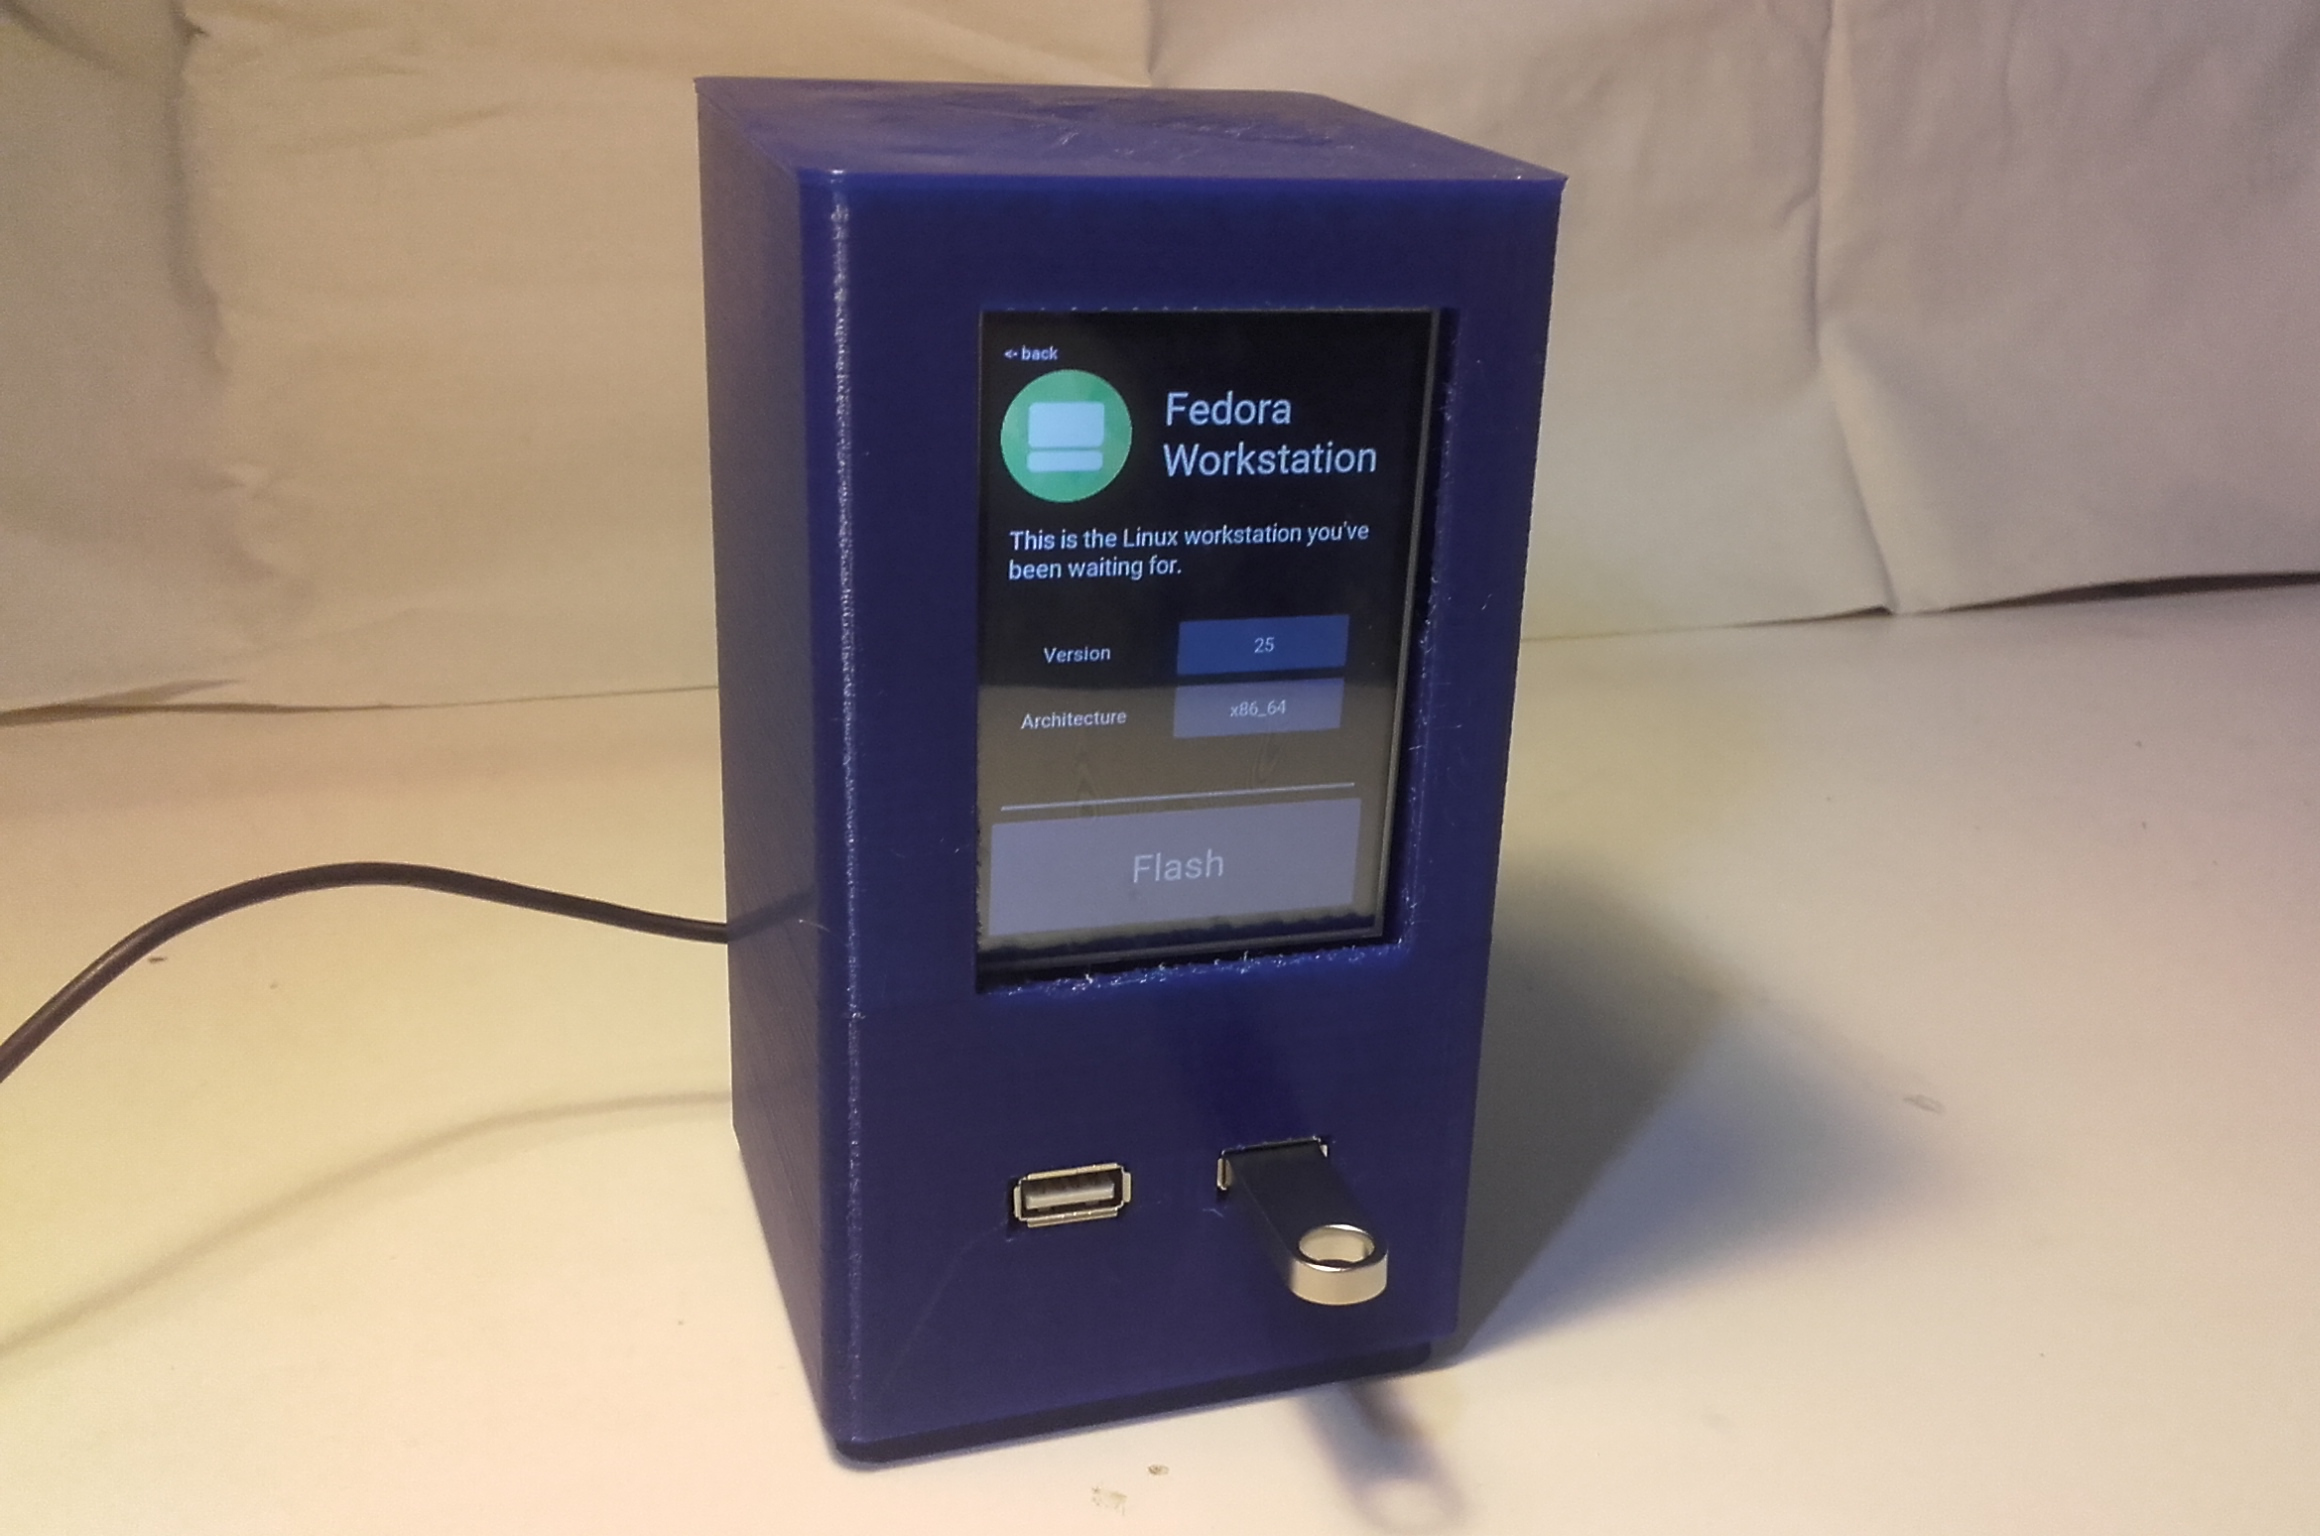 <- back
Fedora
Workstation
This is the Linux workstation you've
been waiting for.
Version
25
Architecture
x86_64
Flash